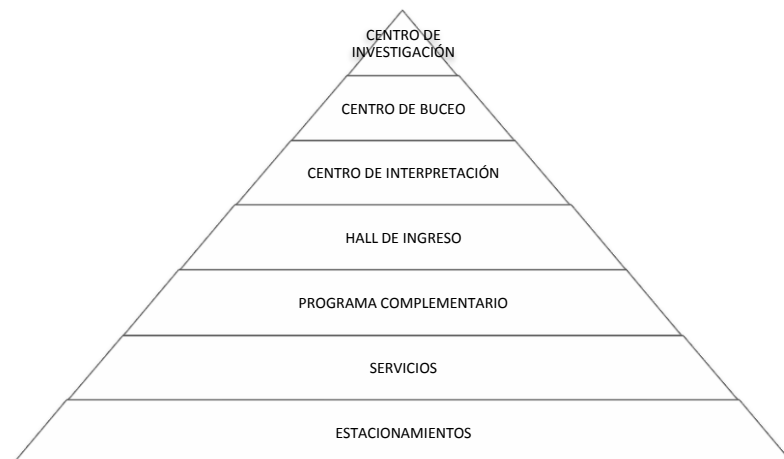 CENTRO DE
INVESTIGACIÓN
CENTRO DE BUCEO
CENTRO DE INTERPRETACIÓN
HALL DE INGRESO
PROGRAMA COMPLEMENTARIO
SERVICIOS
ESTACIONAMIENTOS